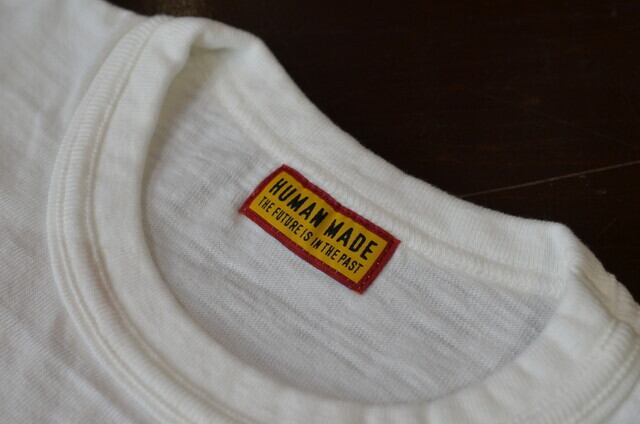 HUMAN MADE
THE FUTURE IS IN THE PAST